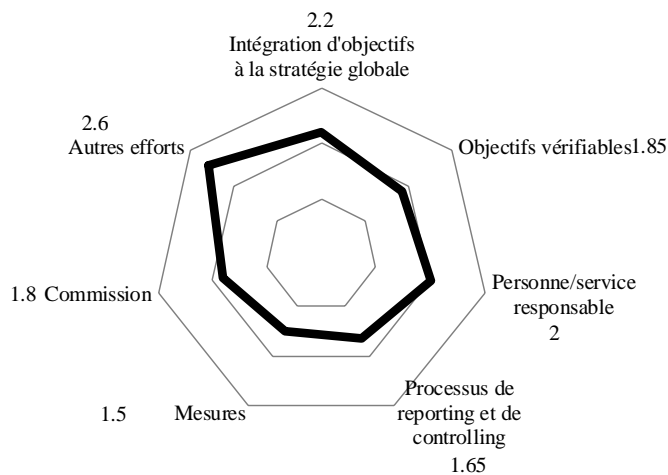 2.2
Intégration d'objectifs
à la stratégie globale
2.6
Autres efforts
Objectifs vérifiables1.85
1.8 Commission
Personne/service
responsable
2
1.5
Mesures
Processus de
reporting et de
controlling
1.65